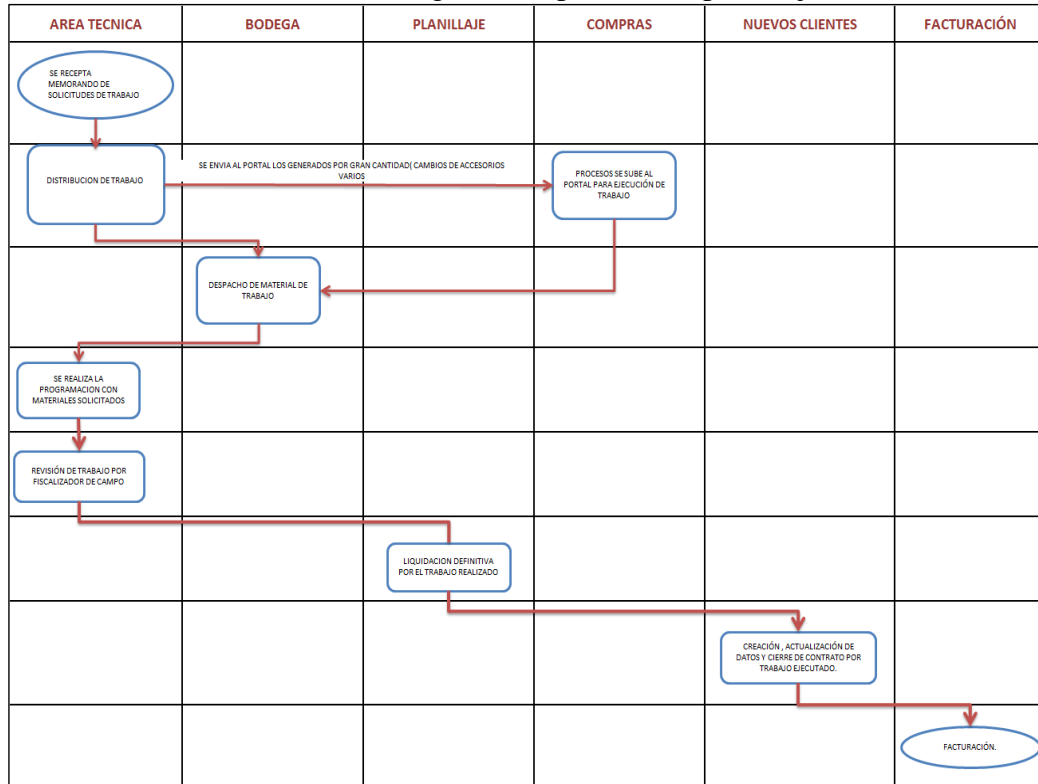 AREA TECNICA BODEGA PLANILLAJE COMPRAS NUEVOS CLIENTES FACTURACIÓN
SE RECEPTA
MEMORANDO DE
SOLICITUDES DE TRABAJO
DISTRIBUCION DE TRABAJO
SE ENVIA AL PORTAL LOS GENERADOS POR GRAN CANTIDAD( CAMBIOS DE ACCESORIOS
VARIOS
PROCESOS SE SUBE AL
PORTAL PARA EJECUCIÓN DE
TRABAJO
DESPACHO DE MATERIAL DE
TRABAJO
SE REALIZA LA
PROGRAMACION CON
MATERIALES SOLICITADOS
REVISIÓN DE TRABAJO POR
FISCALIZADOR DE CAMPO
LIQUIDACION DEFINITIVA
POR EL TRABAJO REALIZADO
CREACIÓN , ACTUALIZACIÓN DE
DATOS Y CIERRE DE CONTRATO POR
TRABAJO EJECUTADO.
FACTURACIÓN.